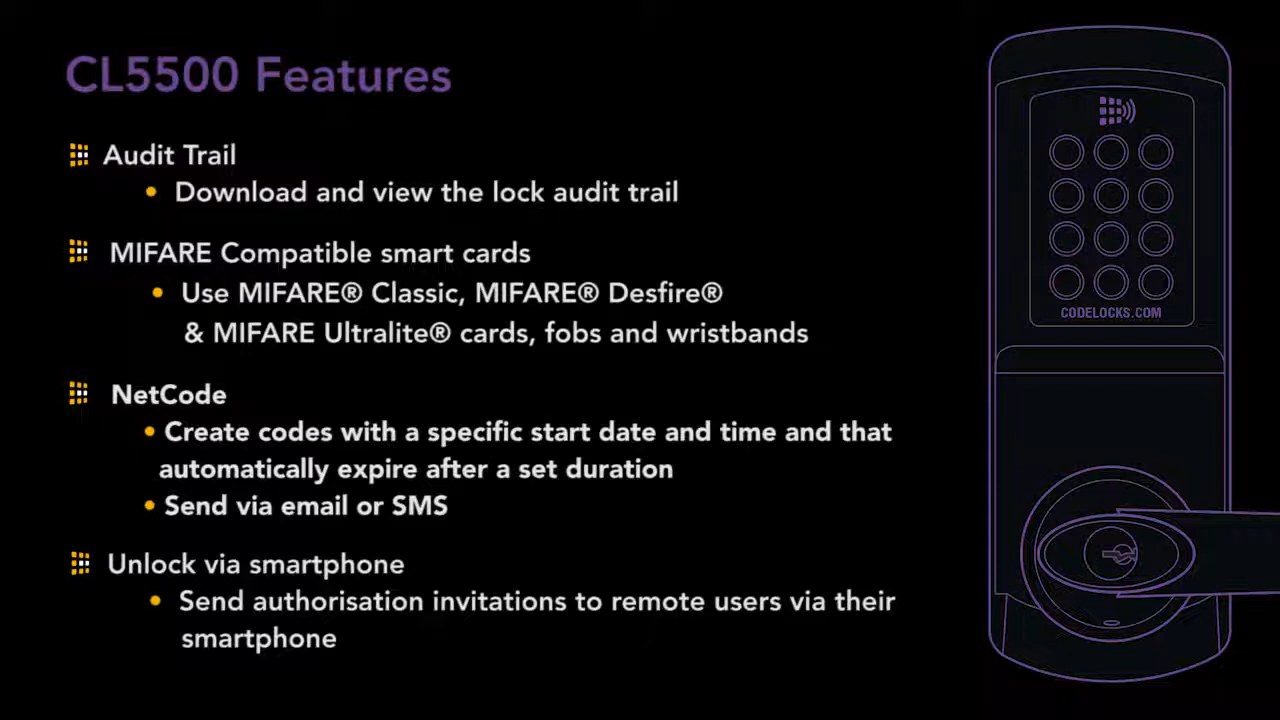 CL5500 Features
Audit Trail
• Download and view the lock audit trail
MIFARE Compatible smart cards
• Use MIFARE® Classic, MIFARE® Desfire®
& MIFARE Ultralite® cards, fobs and wristbands
NetCode
• Create codes with a specific start date and time and that
automatically expire after a set duration
• Send via email or SMS
Unlock via smartphone
• Send authorisation invitations to remote users via their
smartphone
CODELOCKS.COM